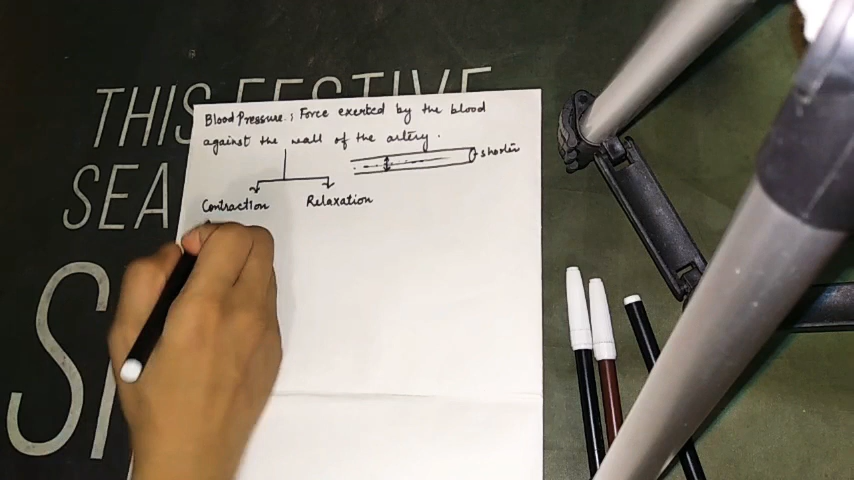 THIS FESTIVE
SEA
Blood Pressure : Force exerted by the blood
against the wall of the artery.
shorter
Contraction
Relaxation